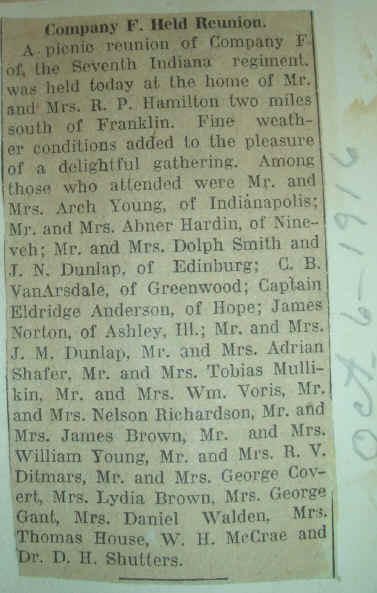 Company F. Held Reunion.
A picnic reunion of Company F.
of, the Seventh Indiana regiment.
was held today at the home of Mr.
and Mrs. R. P. Hamilton two miles
south of Franklin. Fine weath-
er conditions added to the pleasure
of a delightful gathering. Among
those who attended were Mr. and
Mrs. Arch Young, of Indianapolis;
Mr. and Mrs. Abner Hardin, of Nine-
veh; Mr. and Mrs. Dolph Smith and
J. N. Dunlap, of Edinburg; C. B.
VanArsdale, of Greenwood; Captain
Eldridge Anderson, of Hope; James
Norton, of Ashley, Ill.; Mr. and Mrs.
J. M. Dunlap, Mr. and Mrs. Adrian
Shafer, Mr. and Mrs. Tobias Mulli-
kin, Mr. and Mrs. Wm. Voris, Mr.
and Mrs. Nelson Richardson, Mr. and
Mrs. James Brown, Mr. and Mrs.
William Young, Mr. and Mrs. R. V.
Ditmars, Mr. and Mrs. George Cov-
ert, Mrs. Lydia Brown, Mrs. George
Gant, Mrs. Daniel Walden, Mrs.
Thomas House, W. H. McCrae and
Dr. D. H. Shutters.
Oct-6-1916